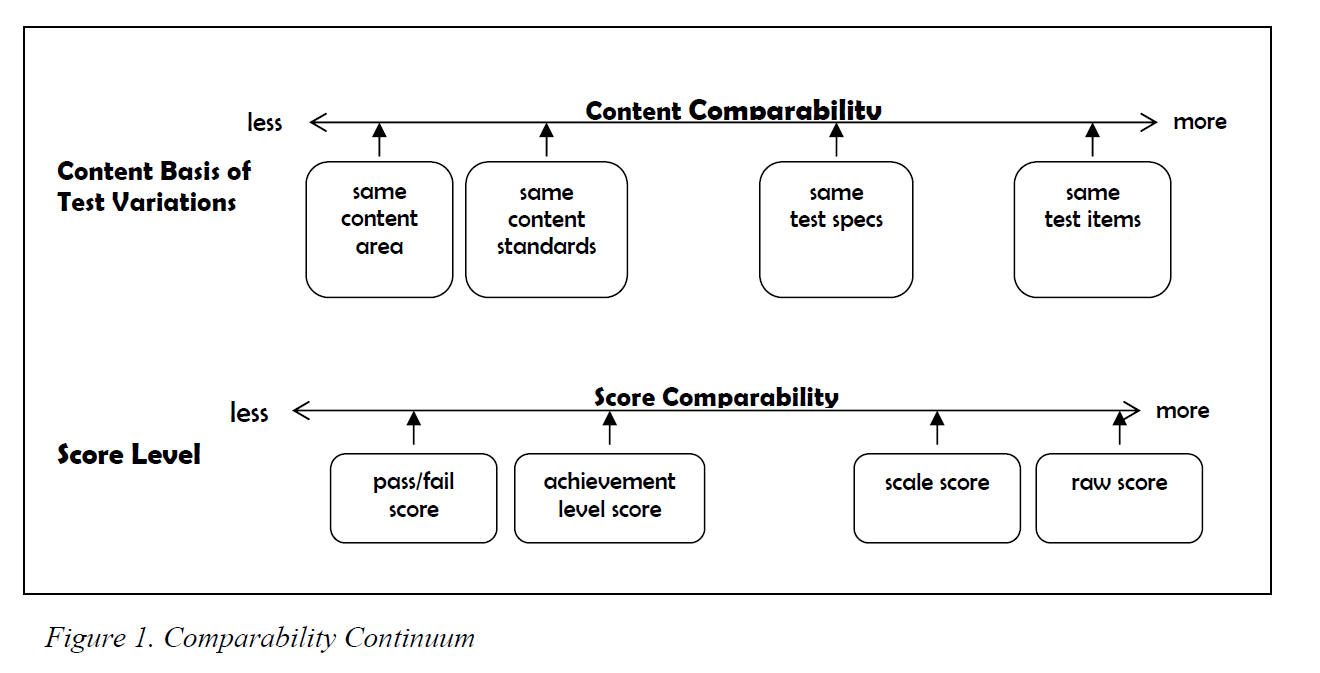 Content Comparability
less
more
Content Basis of
Test Variations
same
content
area
same
content
standards
same
test specs
same
test items
Score Comparability
less
more
Score Level
pass/fail
score
achievement
level score
scale score
raw score
Figure 1. Comparability Continuum